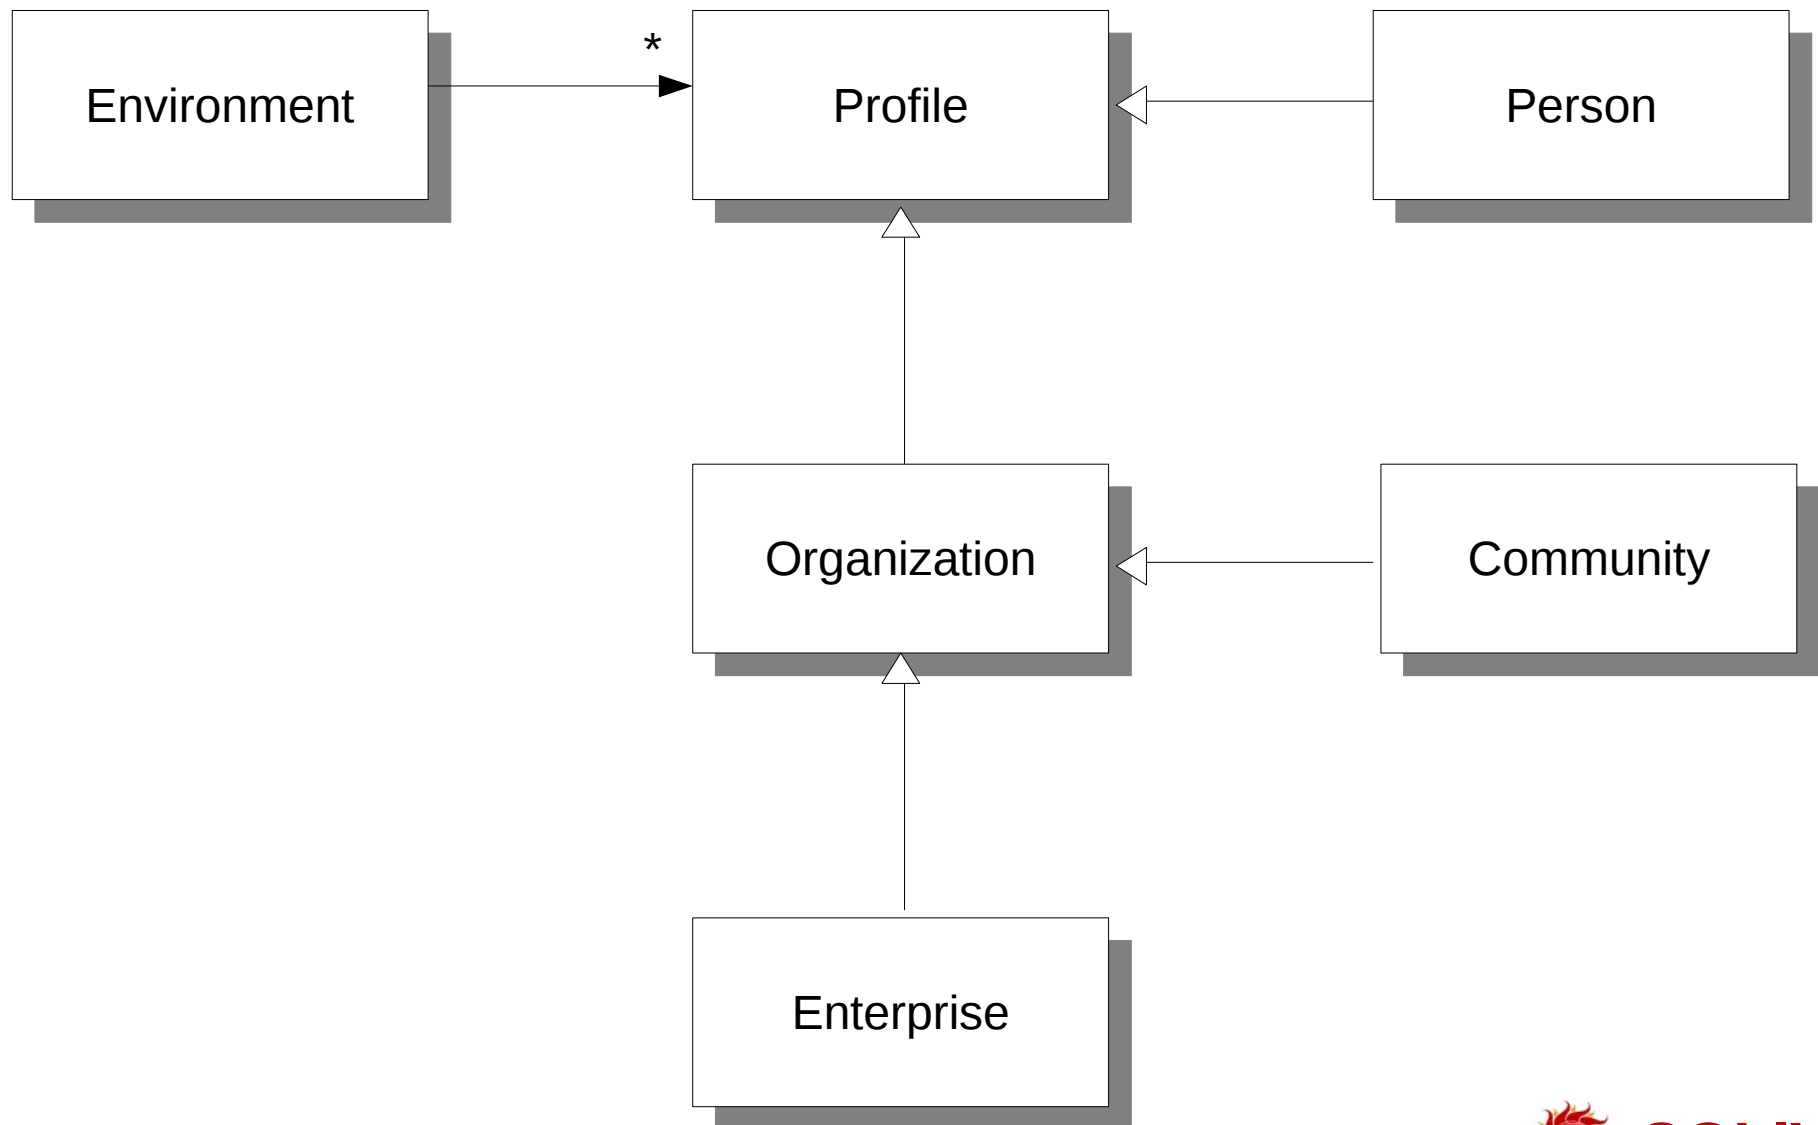 *
Environment
Profile
Person
Organization
Community
Enterprise